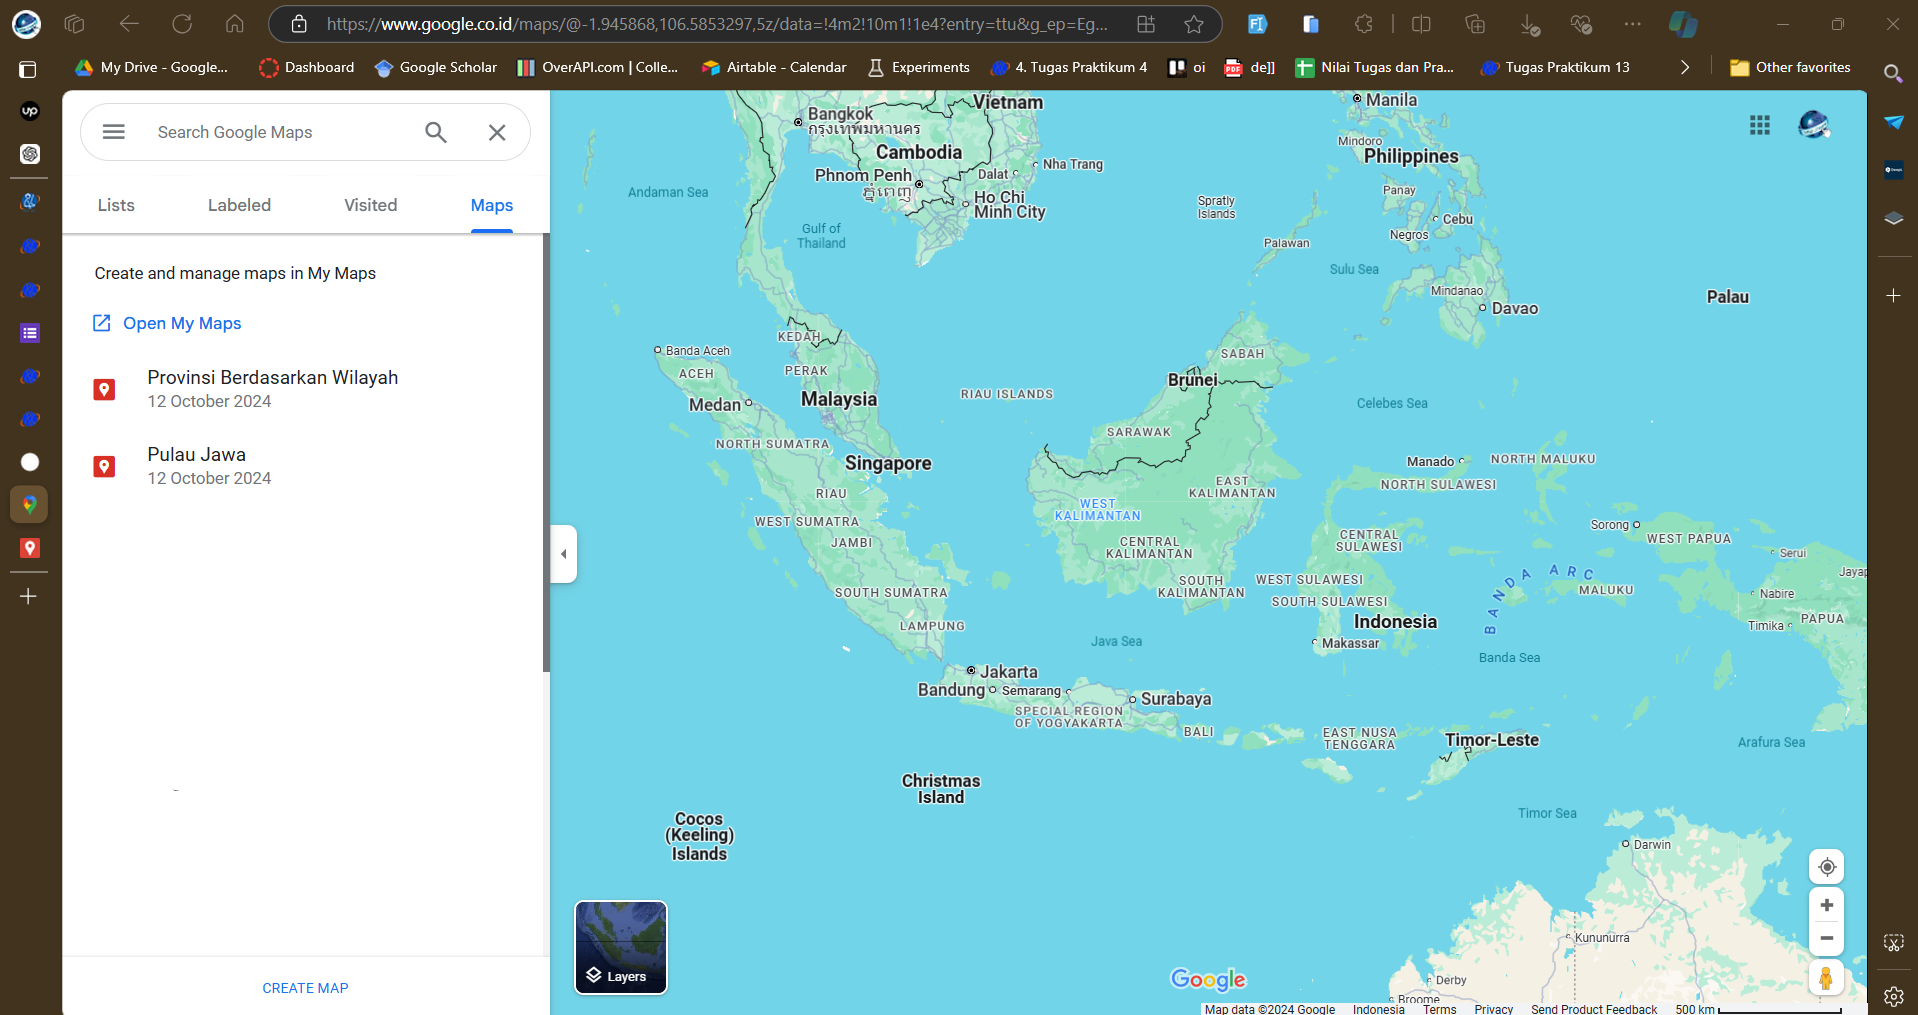 https://www.google.co.id/maps/@-1.945868,106.5853297,5z/data=!4m2!10m1!1e4?entry=ttu&g_ep=Eg...
My Drive - Google...
Dashboard
Google Scholar
OverAPI.com | Colle...
Airtable - Calendar
Experiments
4. Tugas Praktikum 4
oi
PDF
de]]
Nilai Tugas dan Pra...
Tugas Praktikum 13
Other favorites
up
Search Google Maps
Lists
Labeled
Visited
Maps
Create and manage maps in My Maps
Open My Maps
Provinsi Berdasarkan Wilayah
12 October 2024
Pulau Jawa
12 October 2024
CREATE MAP
Vietnam
Bangkok
กรุงเทพมหานคร
Cambodia
Phnom Penh
ភ្នំពេញ
Dalat
Nha Trang
Ho Chi
Minh City
Andaman Sea
Gulf of
Thailand
Manila
Mindoro
Philippines
Panay
Cebu
Negros
Spratly
Islands
Palawan
Sulu Sea
Mindanao
Davao
Palau
KEDAH
Banda Aceh
ACEH
PERAK
Medan
Malaysia
RIAU ISLANDS
SABAH
Brunei
Celebes Sea
NORTH SUMATRA
SARAWAK
Singapore
Manado
NORTH MALUKU
NORTH SULAWESI
RIAU
EAST
KALIMANTAN
WEST
KALIMANTAN
WEST SUMATRA
JAMBI
CENTRAL
KALIMANTAN
CENTRAL
SULAWESI
Sorong
WEST PAPUA
Serui
Jayap
BANDA ARC
SOUTH SUMATRA
SOUTH
KALIMANTAN
WEST SULAWESI
SOUTH SULAWESI
MALUKU
Nabire
LAMPUNG
Indonesia
Timika
PAPUA
Java Sea
Makassar
Banda Sea
Jakarta
Bandung
Semarang
Surabaya
SPECIAL REGION
OF YOGYAKARTA
BALI
EAST NUSA
TENGGARA
Timor-Leste
Arafura Sea
Christmas
Island
Cocos
(Keeling)
Islands
Timor Sea
Darwin
Kununurra
Derby
Broome
Layers
Google
Map data ©2024 Google
Indonesia
Terms
Privacy
Send Product Feedback
500 km